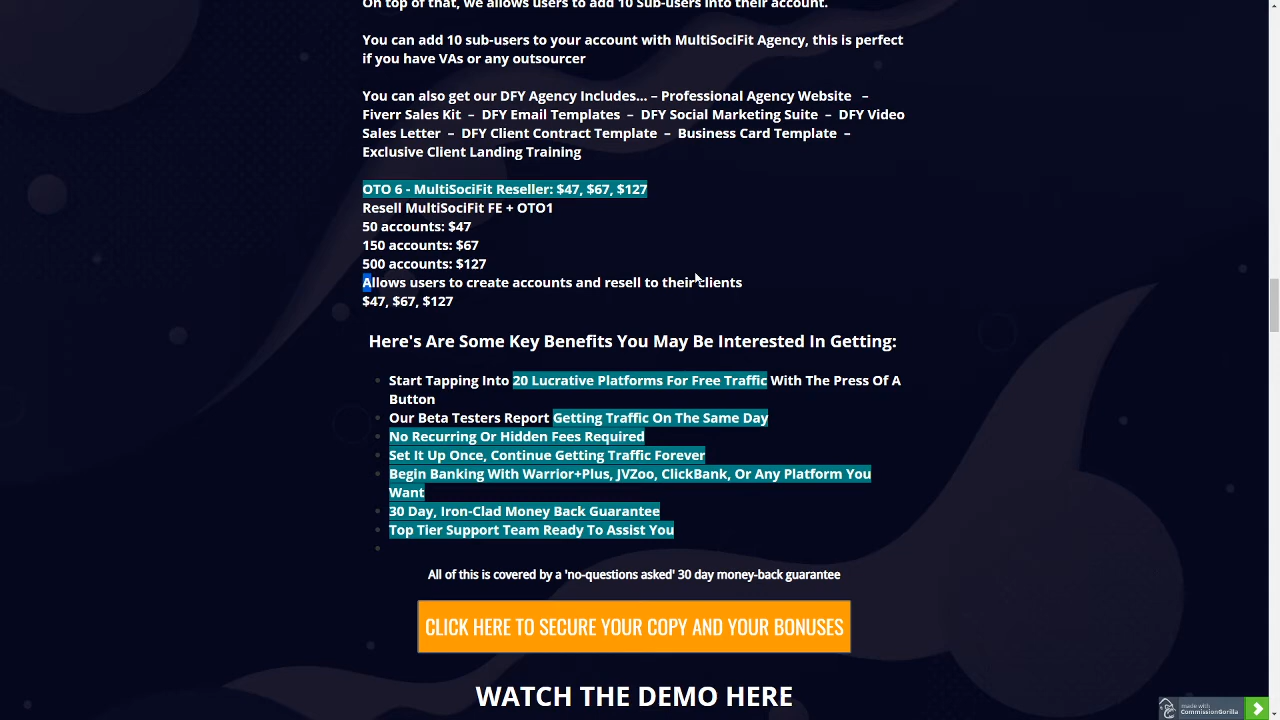 On top of that, we allows users to add 10 Sub-users into their account.
You can add 10 sub-users to your account with MultiSociFit Agency, this is perfect
if you have VAs or any outsourcer
You can also get our DFY Agency Includes... – Professional Agency Website –
Fiverr Sales Kit – DFY Email Templates – DFY Social Marketing Suite – DFY Video
Sales Letter – DFY Client Contract Template – Business Card Template –
Exclusive Client Landing Training
OTO 6 - MultiSociFit Reseller: $47, $67, $127
Resell MultiSociFit FE + OTO1
50 accounts: $47
150 accounts: $67
500 accounts: $127
Allows users to create accounts and resell to their clients
$47, $67, $127
Here's Are Some Key Benefits You May Be Interested In Getting:
Start Tapping Into 20 Lucrative Platforms For Free Traffic With The Press Of A
Button
Our Beta Testers Report Getting Traffic On The Same Day
No Recurring Or Hidden Fees Required
Set It Up Once, Continue Getting Traffic Forever
Begin Banking With Warrior+Plus, JVZoo, ClickBank, Or Any Platform You
Want
30 Day, Iron-Clad Money Back Guarantee
Top Tier Support Team Ready To Assist You
All of this is covered by a 'no-questions asked' 30 day money-back guarantee
CLICK HERE TO SECURE YOUR COPY AND YOUR BONUSES
WATCH THE DEMO HERE
made with
CommissionGorilla